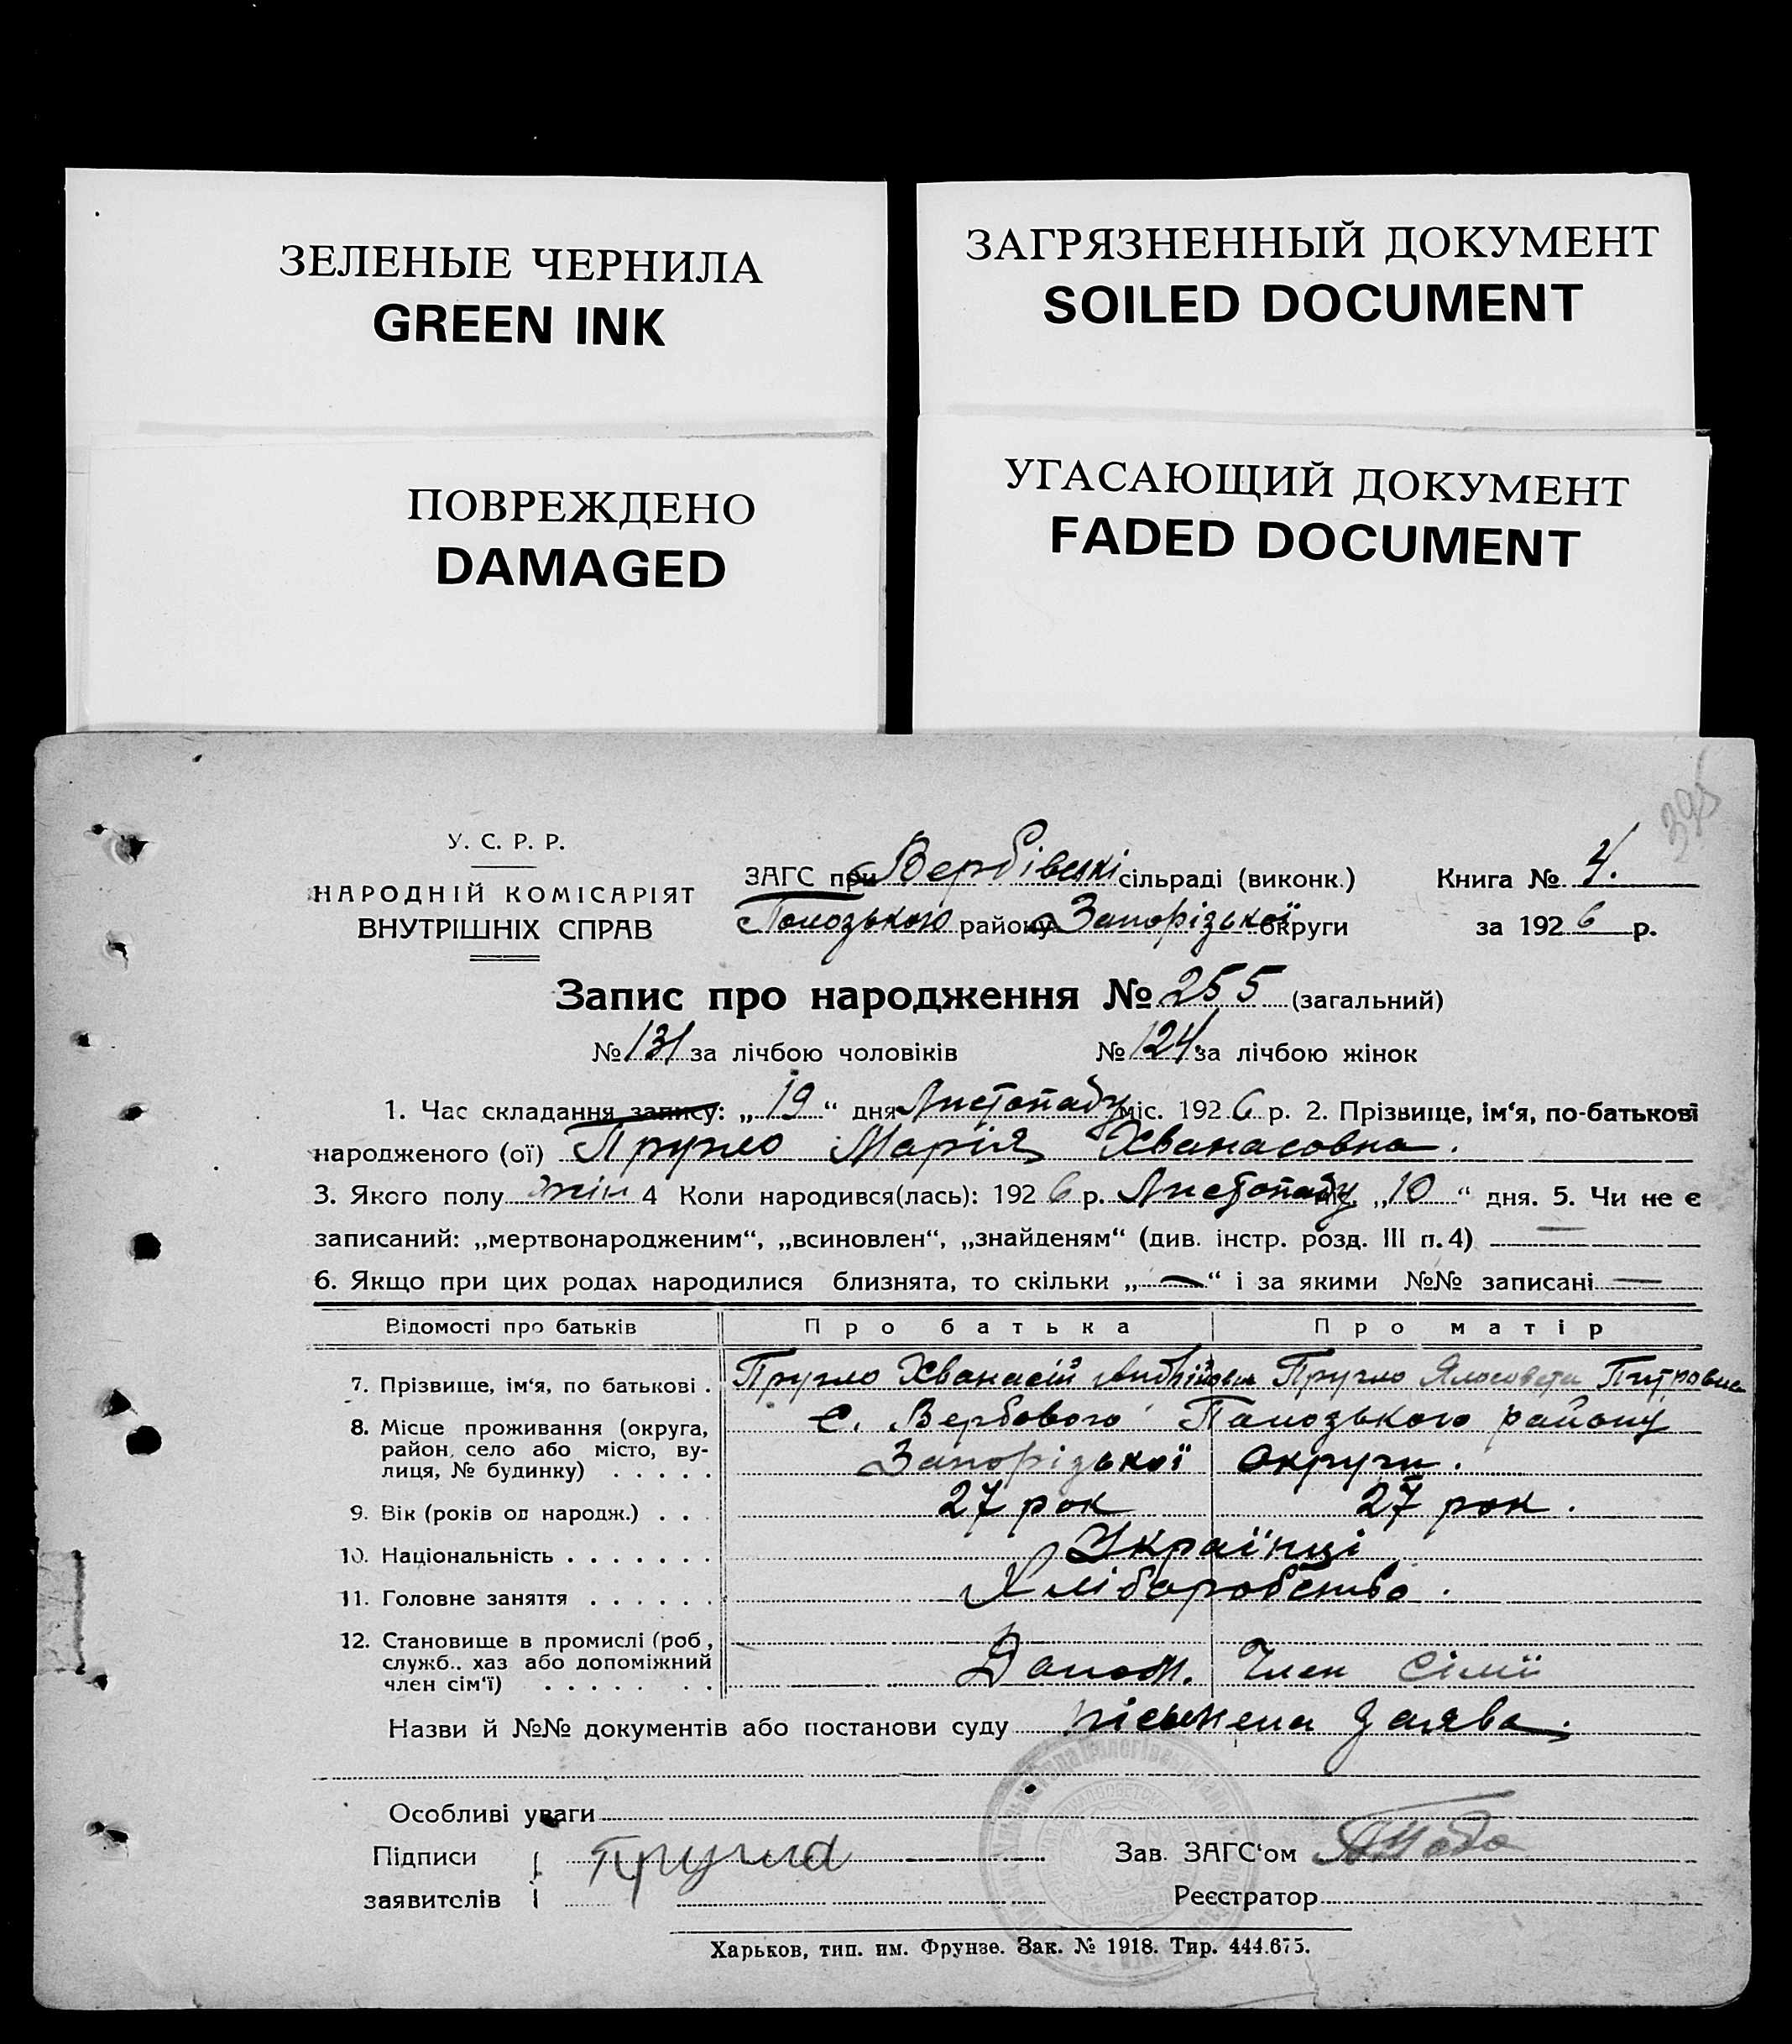 ЗЕЛЕНЫЕ ЧЕРНИЛА
GREEN INK
ЗАГРЯЗНЕННЫЙ ДОКУМЕНТ
SOILED DOCUMENT
ПОВРЕЖДЕНО
DAMAGED
УГАСАЮЩИЙ ДОКУМЕНТ
FADED DOCUMENT
395
У. С. Р. Р.
НАРОДНІЙ КОМІСАРІЯТ
ВНУТРІШНІХ СПРАВ
ЗАГС при Вербівські сільраді (виконк.)
Пологського району Запорізької округи
Книга № 4.
за 1926 р.
Запис про народження № 255 (загальний)
№ 131 за лічбою чоловіків № 124 за лічбою жінок
1. Час складання запису: „19“ дня Листопаду міс. 1926 р. 2. Прізвище, ім‘я, по-батькові
народженого (ої) Пругло Марія Хванасовна.
3. Якого полу жін 4 Коли народився(лась): 1926 р. Листопаду міс. „10“ дня. 5. Чи не є
записаний: „мертвонародженим“, „всиновлен“, „знайденям“ (див. інстр. розд. III п. 4) —
6. Якщо при цих родах народилися близнята, то скільки „—“ і за якими №№ записані —
Відомості про батьків Про батька Про матір
7. Прізвище, ім‘я, по батькові . Пругло Хванасій Пругло Ялосовета Питровна
8. Місце проживання (округа, район, село або місто, вулиця, № будинку) . . . . . с. Вербового Пологського району
Запорізької округи.
9. Вік (років од народж.) . . . 27 рок 27 рок.
10. Національність . . . . . . . Українці
11. Головне заняття . . . . . . Хліборобство.
12. Становище в промислі (роб., служб., хаз або допоміжний член сім‘ї) . . . . . . . Допом. Член сімії
Назви й №№ документів або постанови суду пісьмена заява.
Особливі уваги
Підписи Пругла
заявителів
Зав. ЗАГС‘ом
Реєстратор
Харьков, тип. им. Фрунзе. Зак. № 1918. Тир. 444.675.